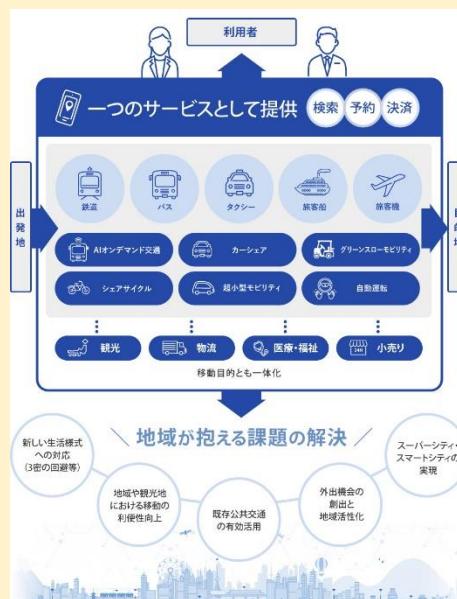 利用者
一つのサービスとして提供
検索
予約
決済
出発地
鉄道
バス
タクシー
旅客船
旅客機
AIオンデマンド交通
カーシェア
グリーンスローモビリティ
シェアサイクル
超小型モビリティ
自動運転
観光
物流
医療・福祉
小売り
24H
移動目的とも一体化
地域が抱える課題の解決
新しい生活様式
への対応
(3密の回避等)
地域や観光地
における移動の
利便性向上
既存公共交通
の有効活用
外出機会の
創出と
地域活性化
スーパーシティ・
スマートシティの
実現